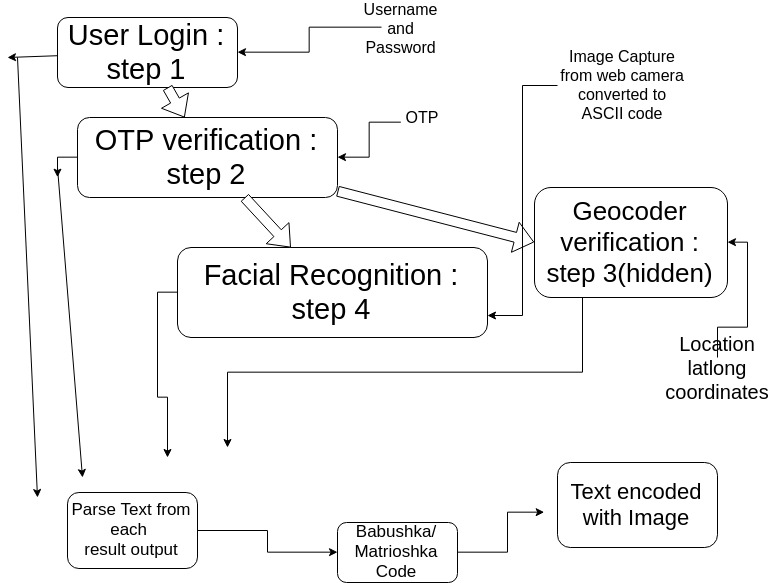 User Login :
step 1
Username
and
Password
Image Capture
from web camera
converted to
ASCII code
OTP verification :
step 2
OTP
Geocoder
verification :
step 3(hidden)
Facial Recognition :
step 4
Location
latlong
coordinates
Parse Text from
each
result output
Babushka/
Matrioshka
Code
Text encoded
with Image